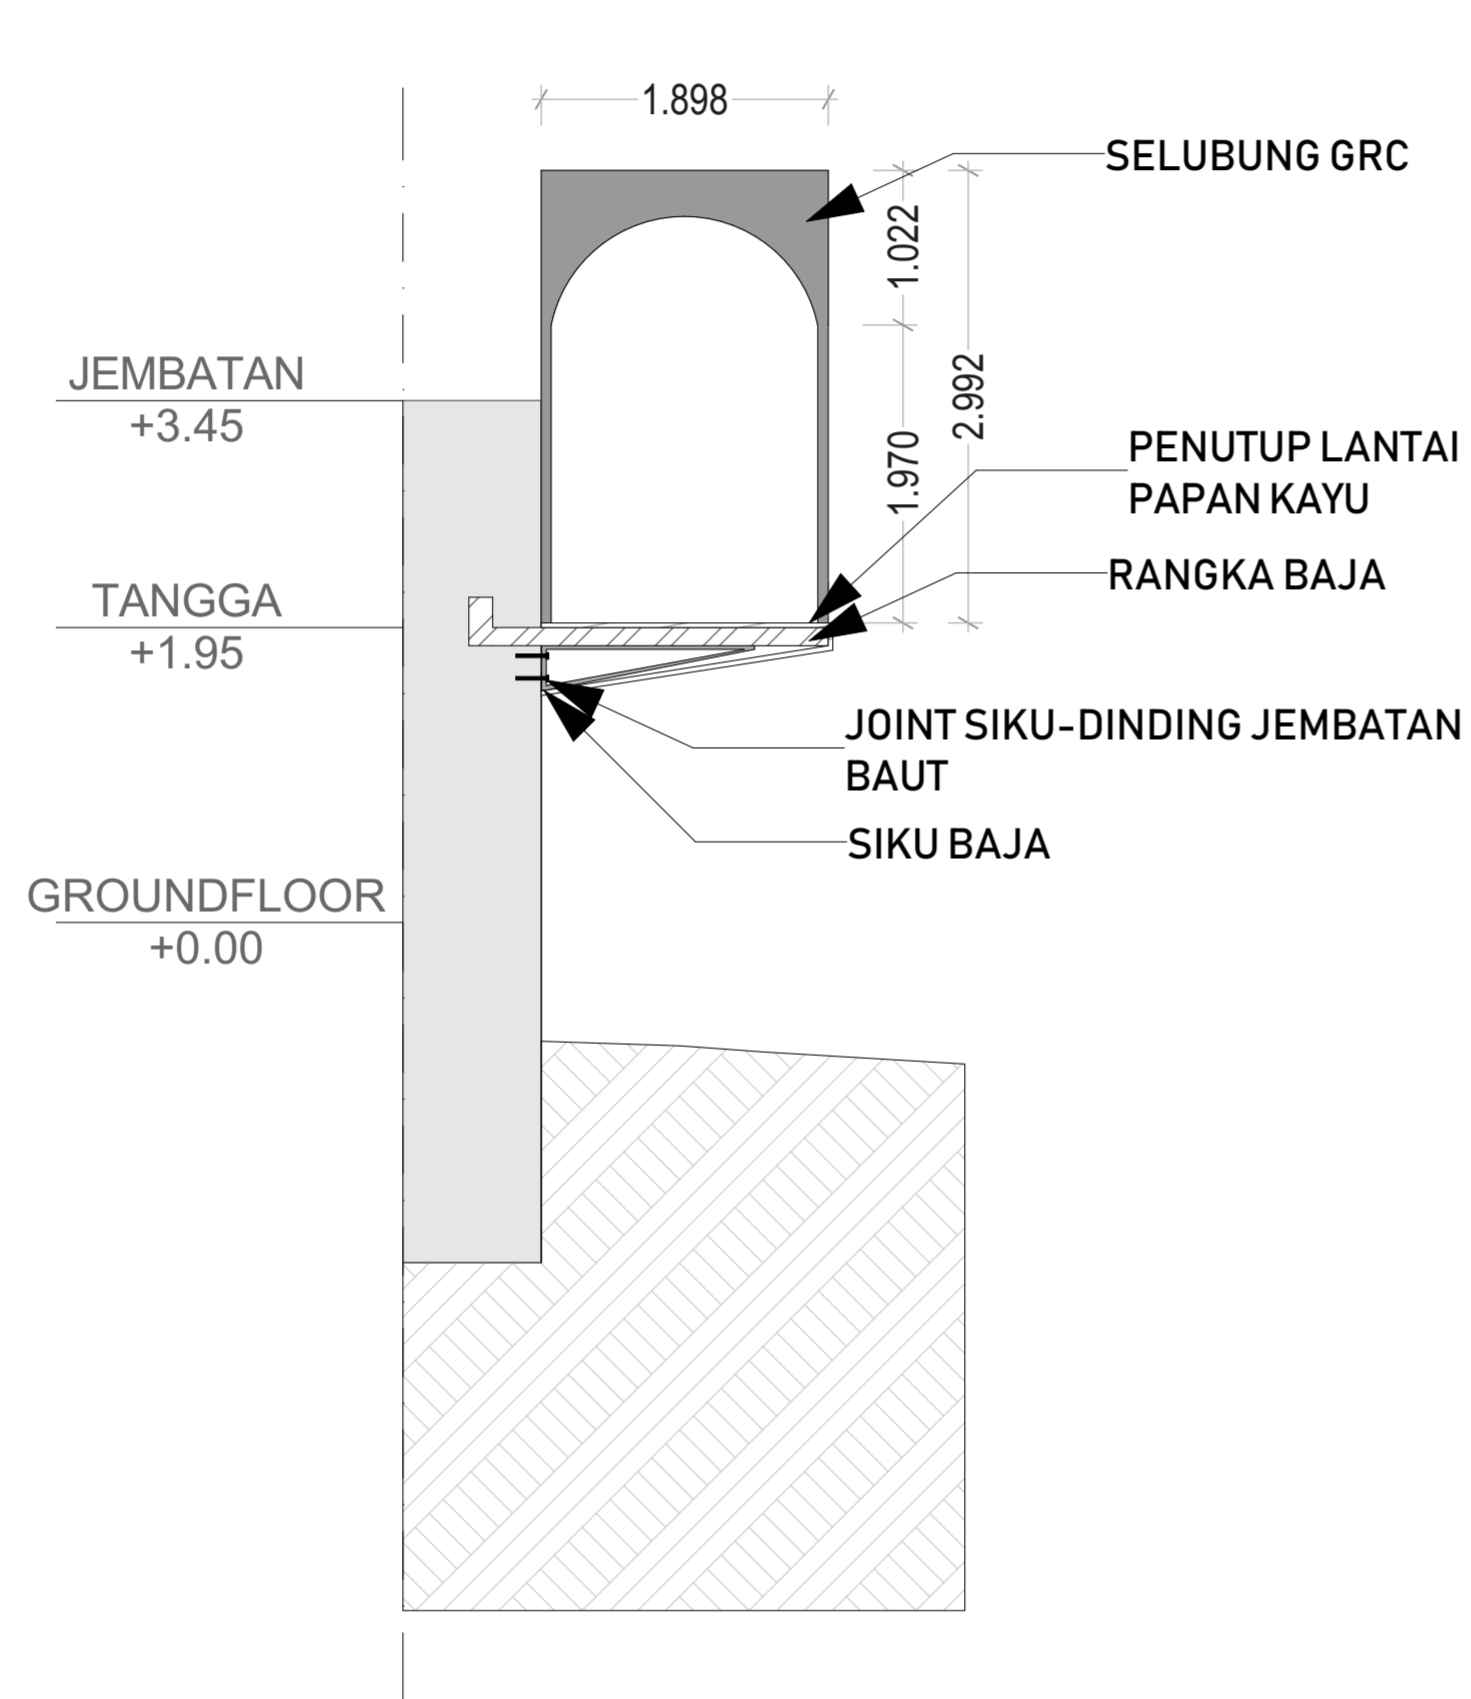 1.898
SELUBUNG GRC
1.022
2.992
JEMBATAN
+3.45
1.970
PENUTUP LANTAI
PAPAN KAYU
RANGKA BAJA
TANGGA
+1.95
JOINT SIKU-DINDING JEMBATAN
BAUT
SIKU BAJA
GROUNDFLOOR
+0.00